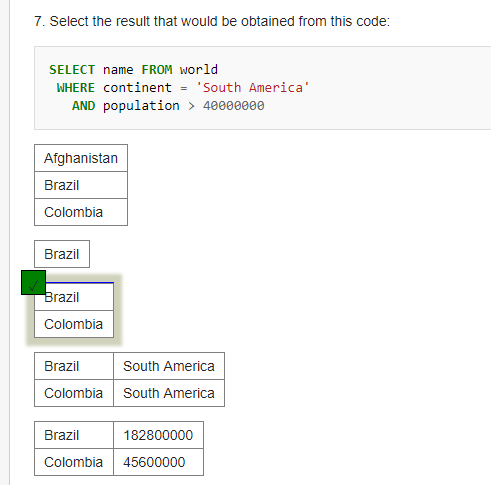 7. Select the result that would be obtained from this code:
SELECT name FROM world
WHERE continent = 'South America'
AND population > 40000000
Afghanistan
Brazil
Colombia
Brazil
Brazil
Colombia
Brazil South America
Colombia South America
Brazil 182800000
Colombia 45600000